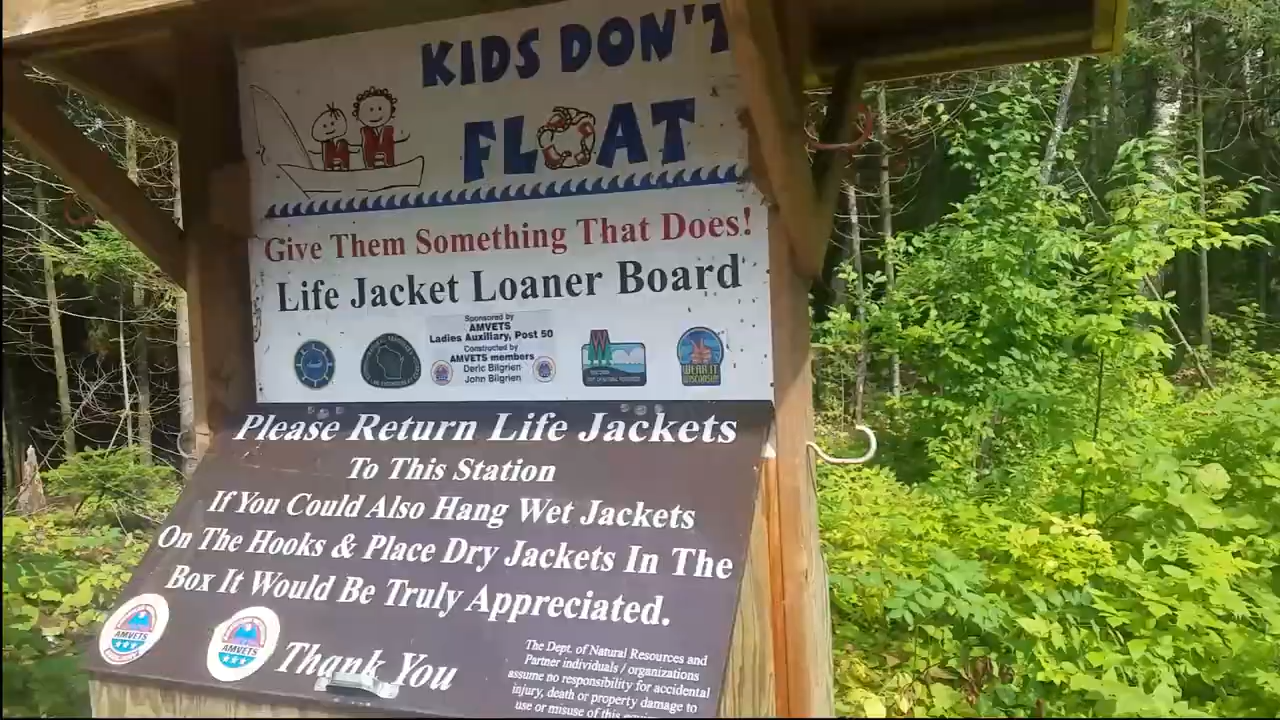 KIDS DON'T
FLOAT
Give Them Something That Does!
Life Jacket Loaner Board
Sponsored by
AMVETS
Ladies Auxiliary, Post 50
Constructed by
AMVETS members
Deric Bilgrien
John Bilgrien
WEAR IT
WISCONSIN
Please Return Life Jackets
To This Station
If You Could Also Hang Wet Jackets
On The Hooks & Place Dry Jackets In The
Box It Would Be Truly Appreciated.
AMVETS
AMVETS
Thank You
The Dept. of Natural Resources and
Partner individuals / organizations
assume no responsibility for accidental
injury, death or property damage to
use or misuse of this